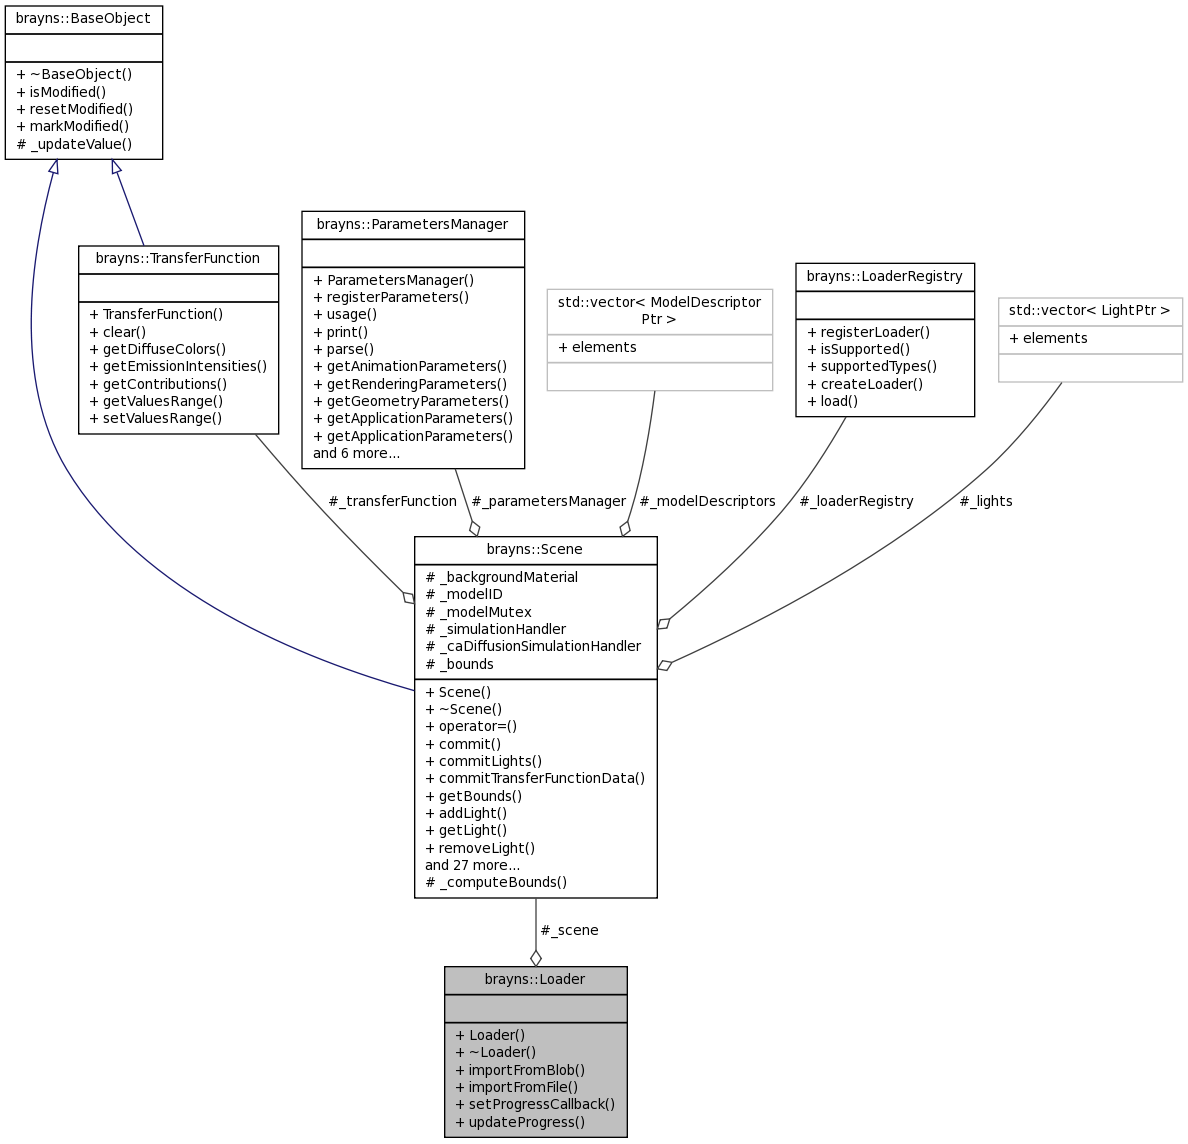 brayns::BaseObject
+ ~BaseObject()
+ isModified()
+ resetModified()
+ markModified()
# _updateValue()
brayns::TransferFunction
+ TransferFunction()
+ clear()
+ getDiffuseColors()
+ getEmissionIntensities()
+ getContributions()
+ getValuesRange()
+ setValuesRange()
brayns::ParametersManager
+ ParametersManager()
+ registerParameters()
+ usage()
+ print()
+ parse()
+ getAnimationParameters()
+ getRenderingParameters()
+ getGeometryParameters()
+ getApplicationParameters()
+ getApplicationParameters()
and 6 more...
std::vector< ModelDescriptor
Ptr >
+ elements
brayns::LoaderRegistry
+ registerLoader()
+ isSupported()
+ supportedTypes()
+ createLoader()
+ load()
std::vector< LightPtr >
+ elements
#_transferFunction
#_parametersManager
#_modelDescriptors
#_loaderRegistry
#_lights
brayns::Scene
# _backgroundMaterial
# _modelID
# _modelMutex
# _simulationHandler
# _caDiffusionSimulationHandler
# _bounds
+ Scene()
+ ~Scene()
+ operator=()
+ commit()
+ commitLights()
+ commitTransferFunctionData()
+ getBounds()
+ addLight()
+ getLight()
+ removeLight()
and 27 more...
# _computeBounds()
#_scene
brayns::Loader
+ Loader()
+ ~Loader()
+ importFromBlob()
+ importFromFile()
+ setProgressCallback()
+ updateProgress()